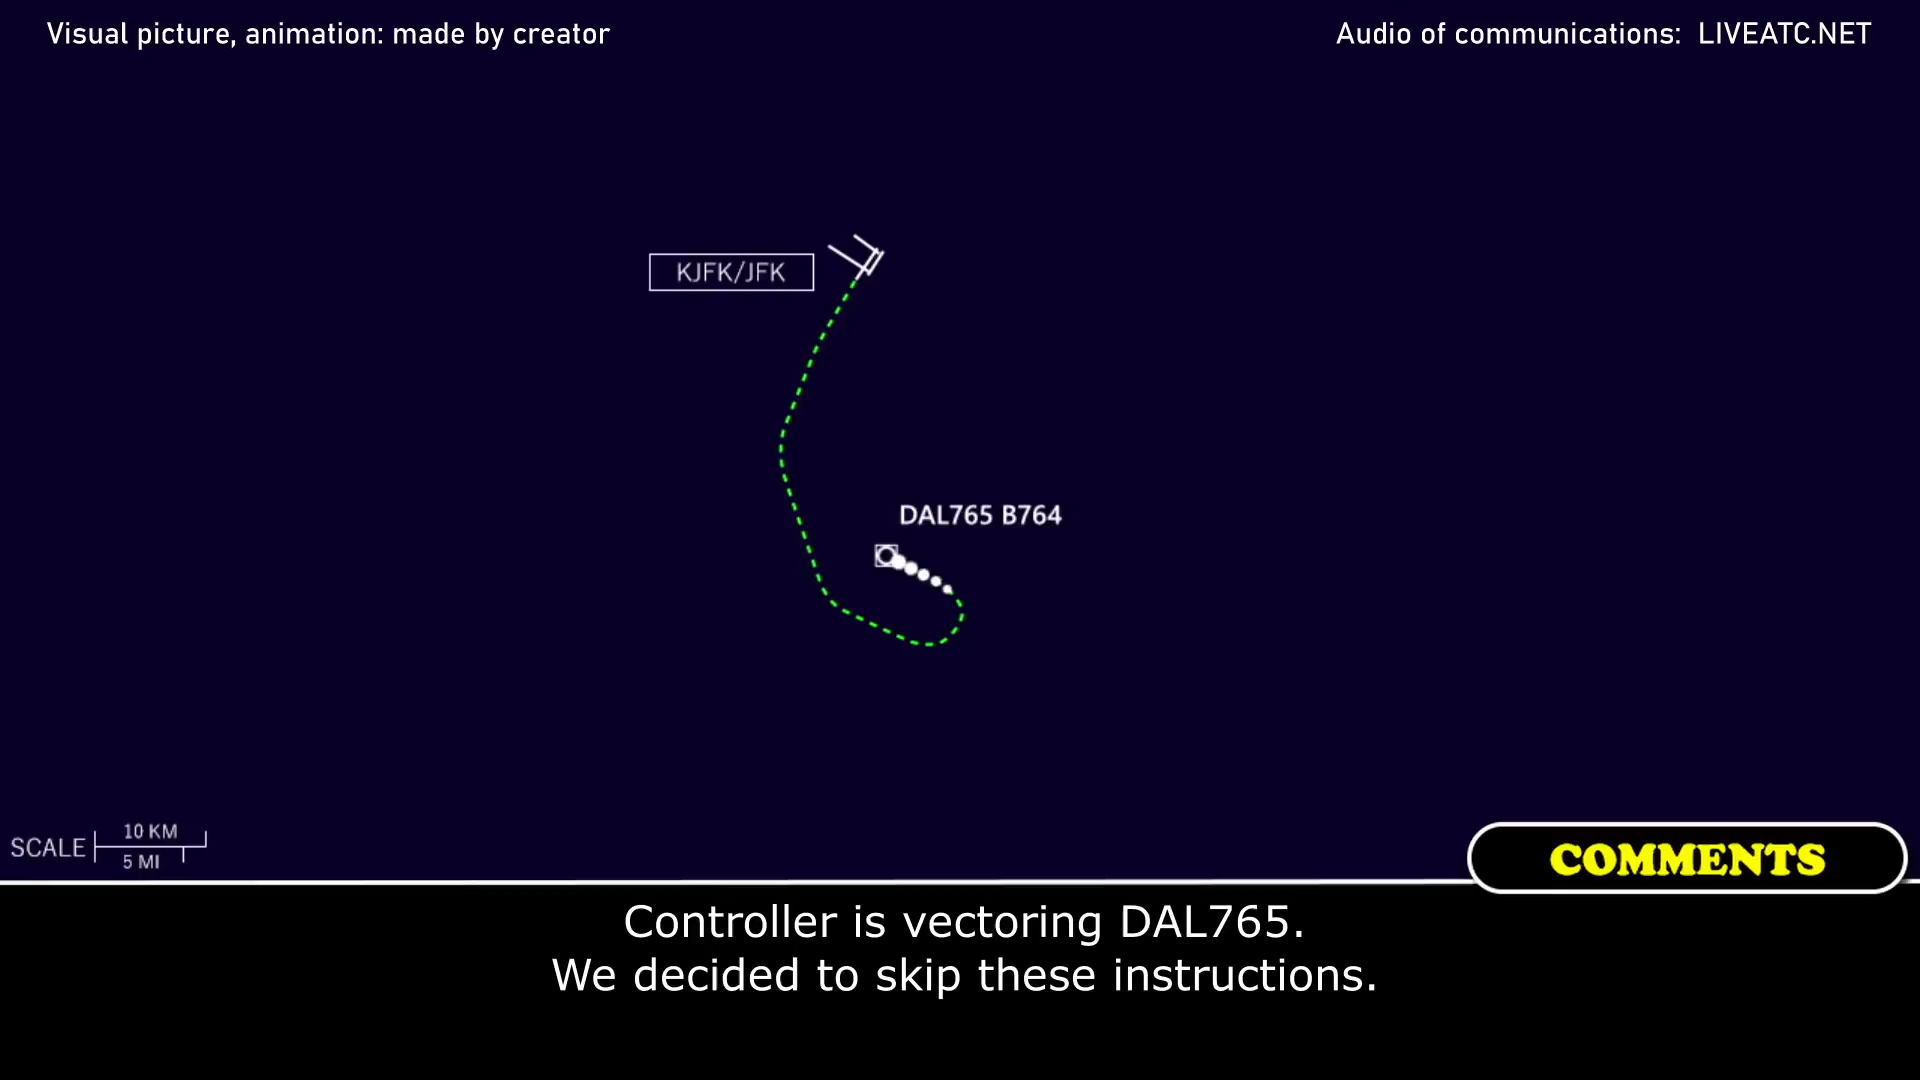 Visual picture, animation: made by creator
Audio of communications: LIVEATC.NET
KJFK/JFK
DAL765 B764
SCALE
10 KM
5 MI
COMMENTS
Controller is vectoring DAL765.
We decided to skip these instructions.